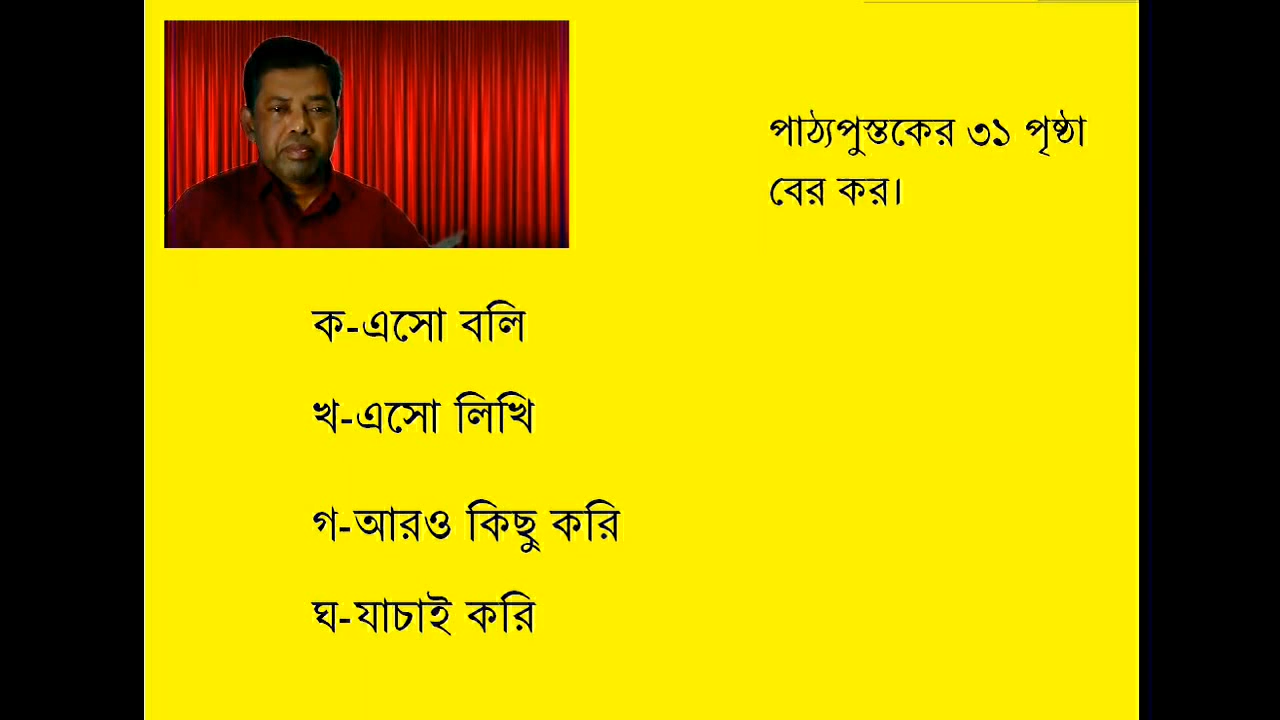 পাঠ্যপুস্তকের ৩১ পৃষ্ঠা
বের কর।
ক-এসো বলি
খ-এসো লিখি
গ-আরও কিছু করি
ঘ-যাচাই করি